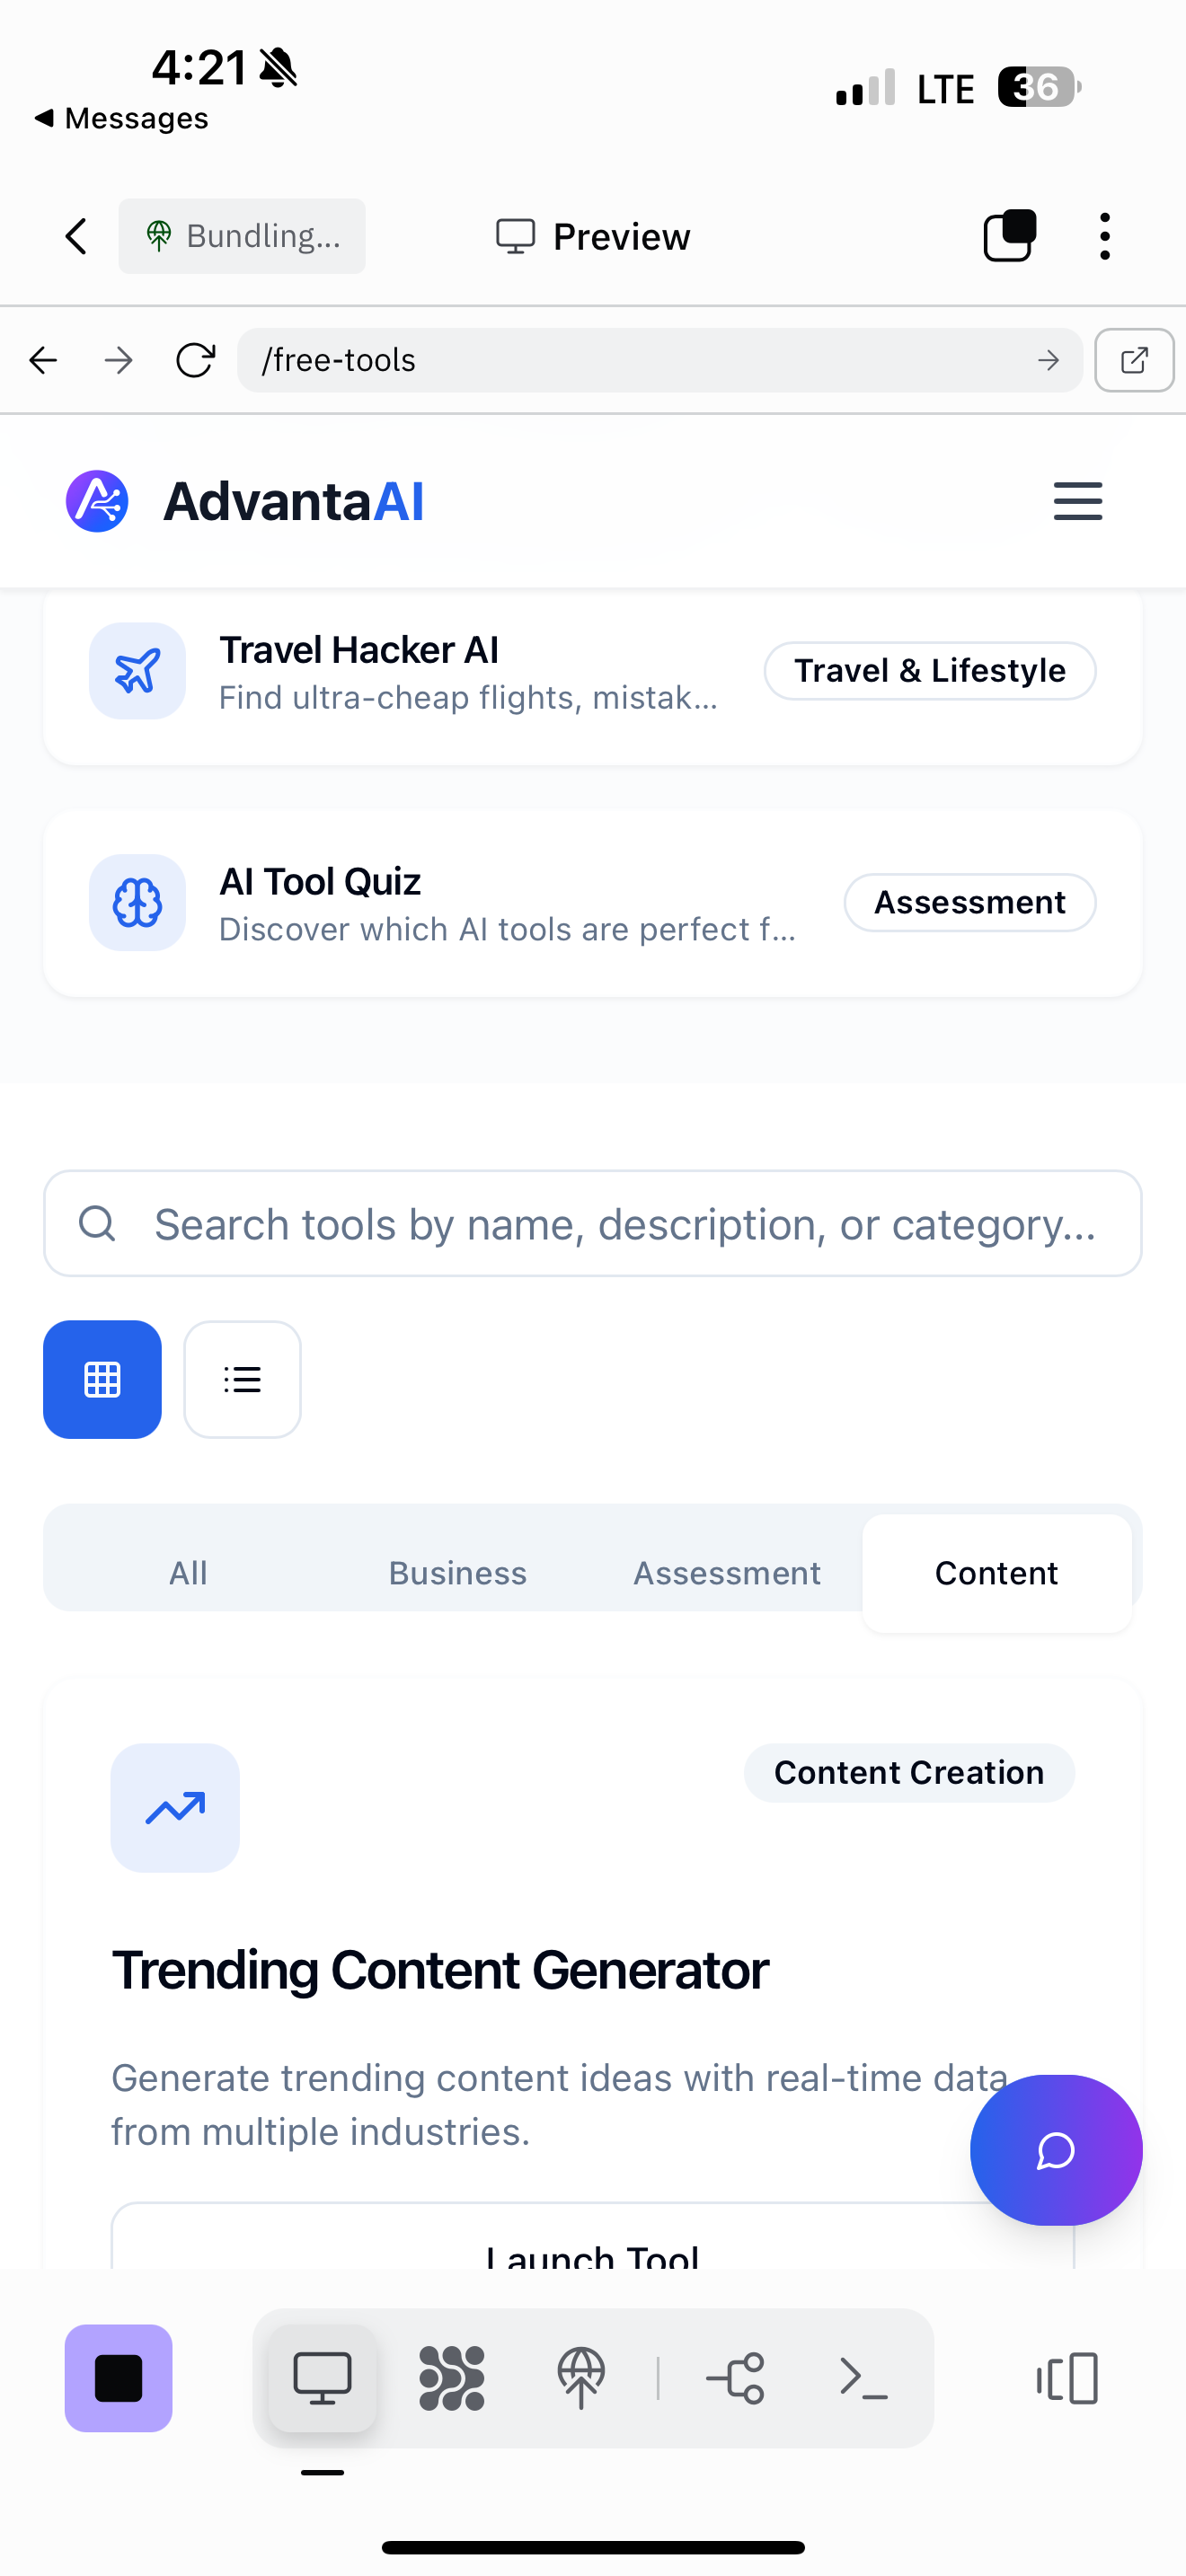 4:21
LTE
36
Messages
Bundling...
Preview
/free-tools
AdvantaAI
Travel Hacker AI
Find ultra-cheap flights, mistak...
Travel & Lifestyle
AI Tool Quiz
Discover which AI tools are perfect f...
Assessment
Search tools by name, description, or category...
All
Business
Assessment
Content
Content Creation
Trending Content Generator
Generate trending content ideas with real-time data
from multiple industries.
Launch Tool